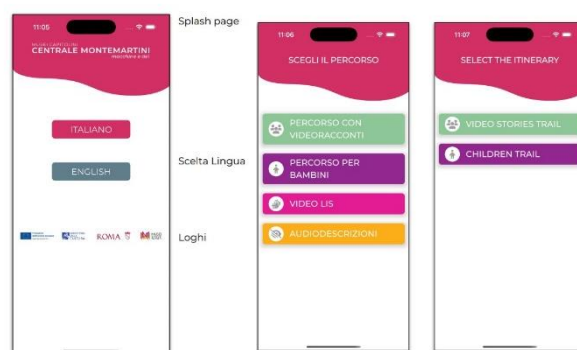 11:05
Splash page
MUSEI CAPITOLINI
CENTRALE MONTEMARTINI
macchine e dei
ITALIANO
ENGLISH
Scelta Lingua
ROMA
Loghi
11:06
SCEGLI IL PERCORSO
PERCORSO CON
VIDEORACCONTI
PERCORSO PER
BAMBINI
VIDEO LIS
AUDIODESCRIZIONI
11:07
SELECT THE ITINERARY
VIDEO STORIES TRAIL
CHILDREN TRAIL